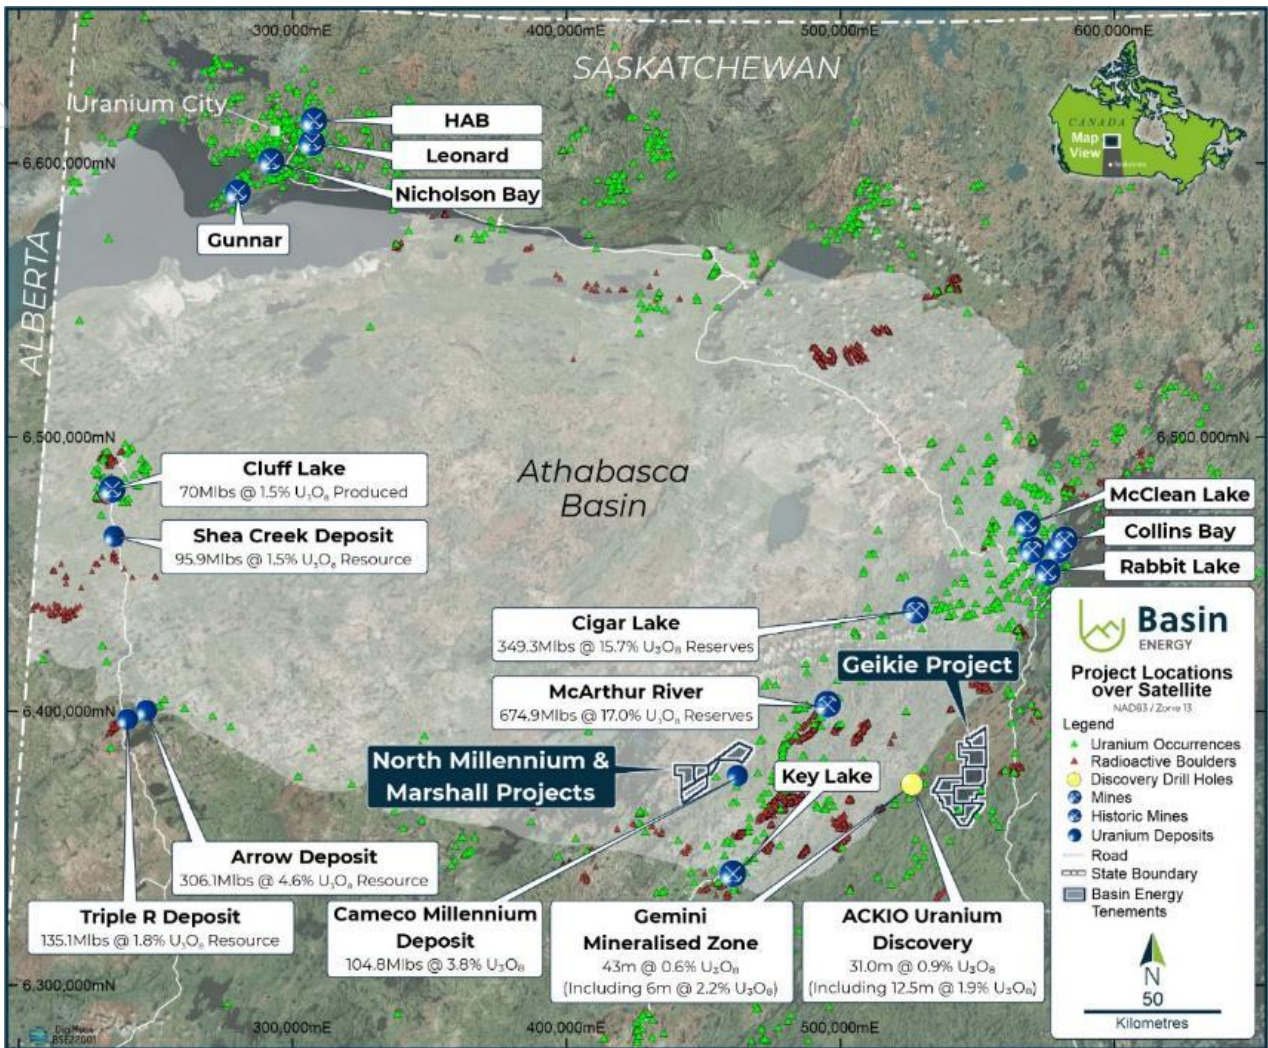 300,000mE
400,000mE
500,000mE
600,000mE
SASKATCHEWAN
Uranium City
HAB
Leonard
Nicholson Bay
Gunnar
CANADA
Map
View
6,600,000mN
ALBERTA
6,500,000mN
6,500,000mN
Athabasca
Basin
Cluff Lake
70Mlbs @ 1.5% U₃O₈ Produced
Shea Creek Deposit
95.9Mlbs @ 1.5% U₃O₈ Resource
McClean Lake
Collins Bay
Rabbit Lake
Cigar Lake
349.3Mlbs @ 15.7% U₃O₈ Reserves
McArthur River
674.9Mlbs @ 17.0% U₃O₈ Reserves
Geikie Project
6,400,000mN
North Millennium &
Marshall Projects
Key Lake
Arrow Deposit
306.1Mlbs @ 4.6% U₃O₈ Resource
Triple R Deposit
135.1Mlbs @ 1.8% U₃O₈ Resource
Cameco Millennium
Deposit
104.8Mlbs @ 3.8% U₃O₈
Gemini
Mineralised Zone
43m @ 0.6% U₃O₈
(Including 6m @ 2.2% U₃O₈)
ACKIO Uranium
Discovery
31.0m @ 0.9% U₃O₈
(Including 12.5m @ 1.9% U₃O₈)
6,300,000mN
300,000mE
400,000mE
500,000mE
Basin
ENERGY
Project Locations
over Satellite
NAD83 / Zone 13
Legend
Uranium Occurrences
Radioactive Boulders
Discovery Drill Holes
Mines
Historic Mines
Uranium Deposits
Road
State Boundary
Basin Energy
Tenements
N
50
Kilometres
BSE22001